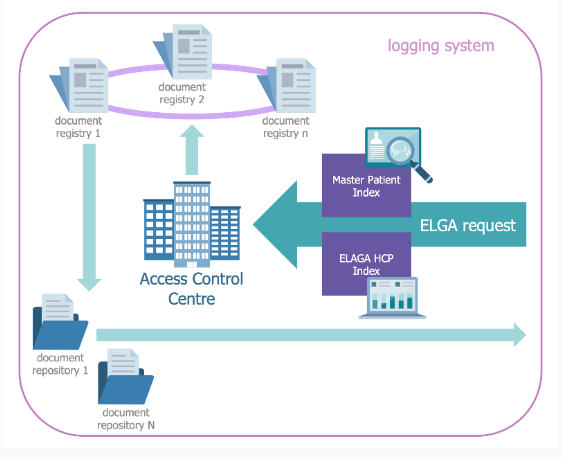 logging system
document
registry 2
document
registry 1
document
registry n
Master Patient
Index
ELGA request
ELAGA HCP
Index
Access Control
Centre
document
repository 1
document
repository N